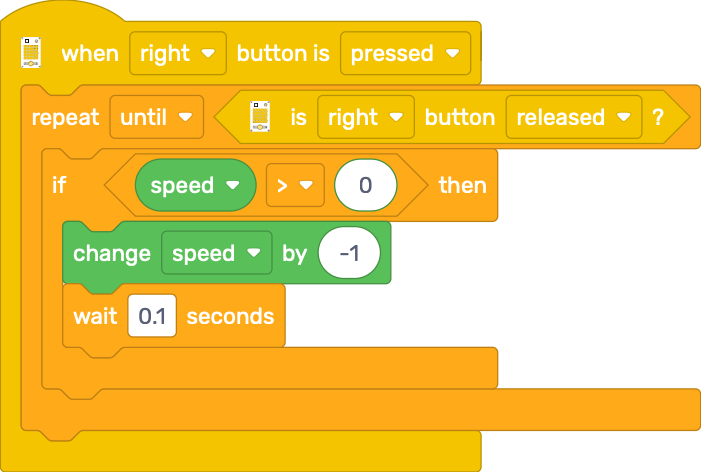 when right button is pressed
repeat until is right button released ?
if speed > 0 then
change speed by -1
wait 0.1 seconds